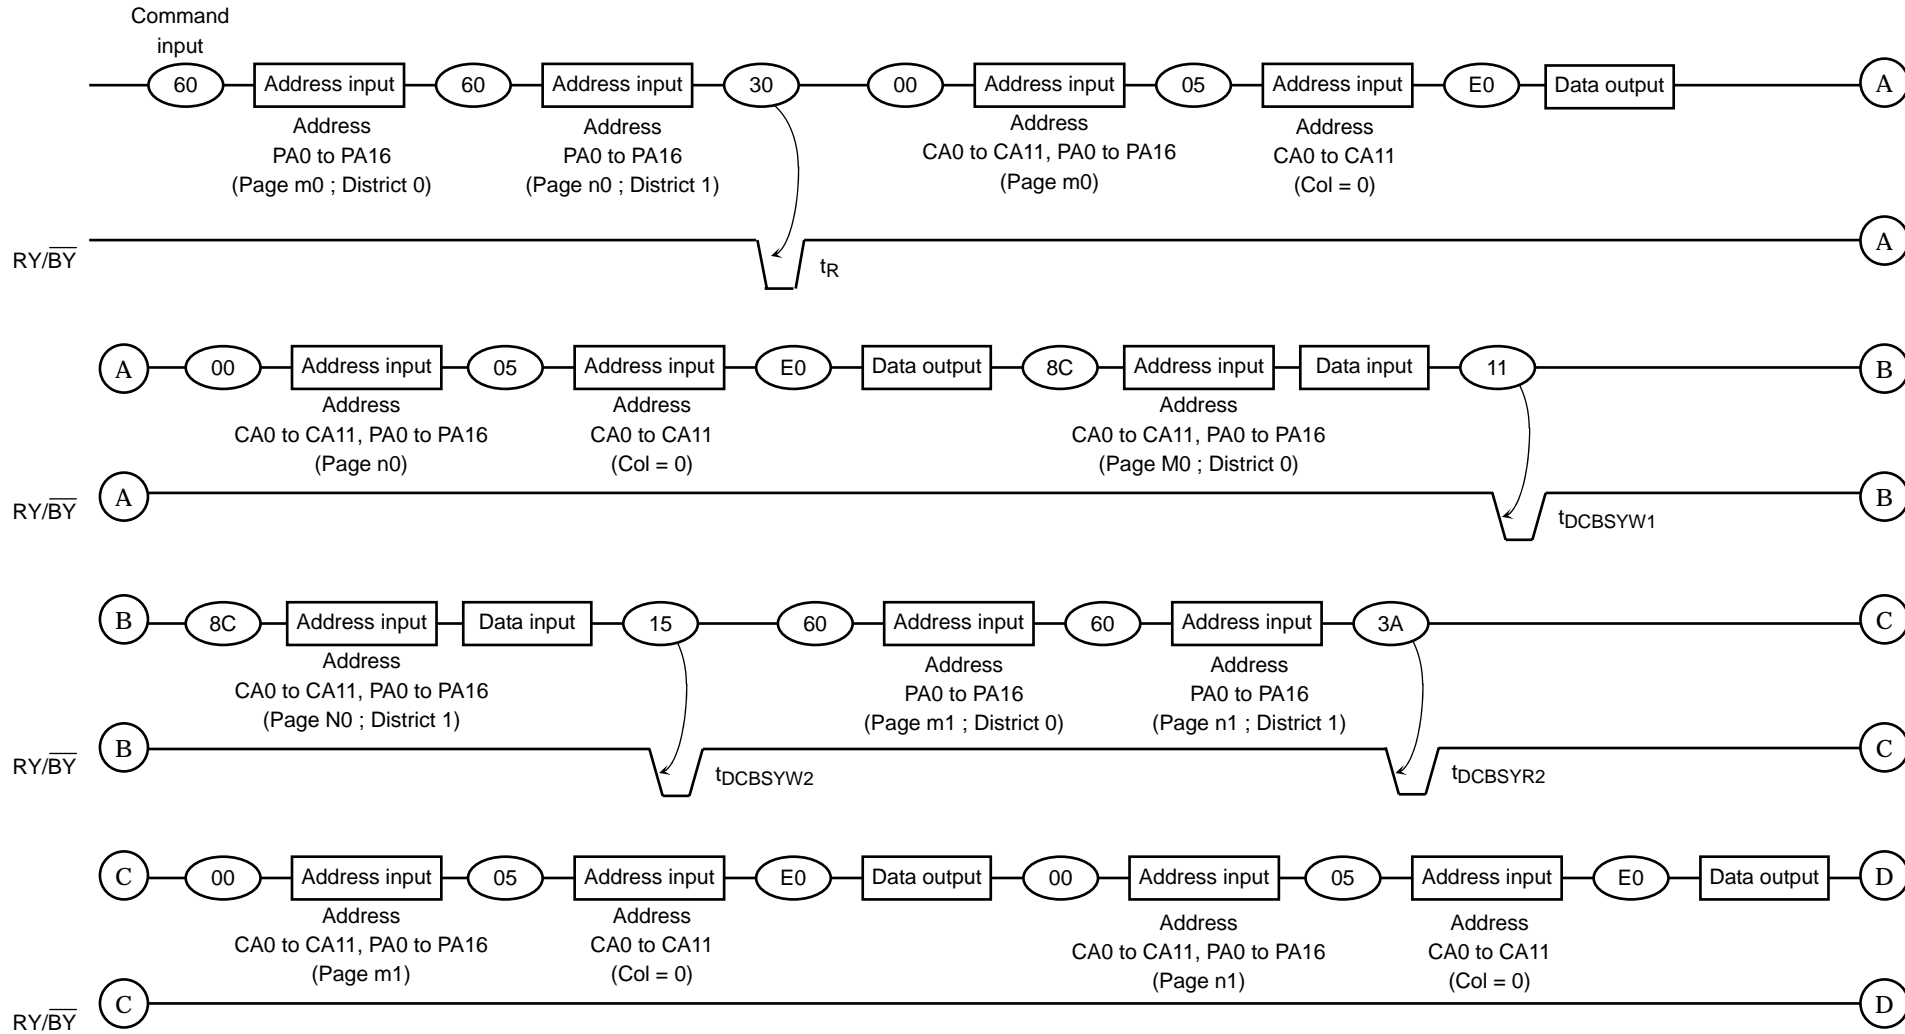 Command
input
60 Address input 60 Address input 30 00 Address input 05 Address input E0 Data output A
Address
PA0 to PA16
(Page m0 ; District 0)
Address
PA0 to PA16
(Page n0 ; District 1)
Address
CA0 to CA11, PA0 to PA16
(Page m0)
Address
CA0 to CA11
(Col = 0)
RY/BY tR A
A 00 Address input 05 Address input E0 Data output 8C Address input Data input 11 B
Address
CA0 to CA11, PA0 to PA16
(Page n0)
Address
CA0 to CA11
(Col = 0)
Address
CA0 to CA11, PA0 to PA16
(Page M0 ; District 0)
RY/BY A tDCBSYW1 B
B 8C Address input Data input 15 60 Address input 60 Address input 3A C
Address
CA0 to CA11, PA0 to PA16
(Page N0 ; District 1)
Address
PA0 to PA16
(Page m1 ; District 0)
Address
PA0 to PA16
(Page n1 ; District 1)
RY/BY B tDCBSYW2 tDCBSYR2 C
C 00 Address input 05 Address input E0 Data output 00 Address input 05 Address input E0 Data output D
Address
CA0 to CA11, PA0 to PA16
(Page m1)
Address
CA0 to CA11
(Col = 0)
Address
CA0 to CA11, PA0 to PA16
(Page n1)
Address
CA0 to CA11
(Col = 0)
RY/BY C D